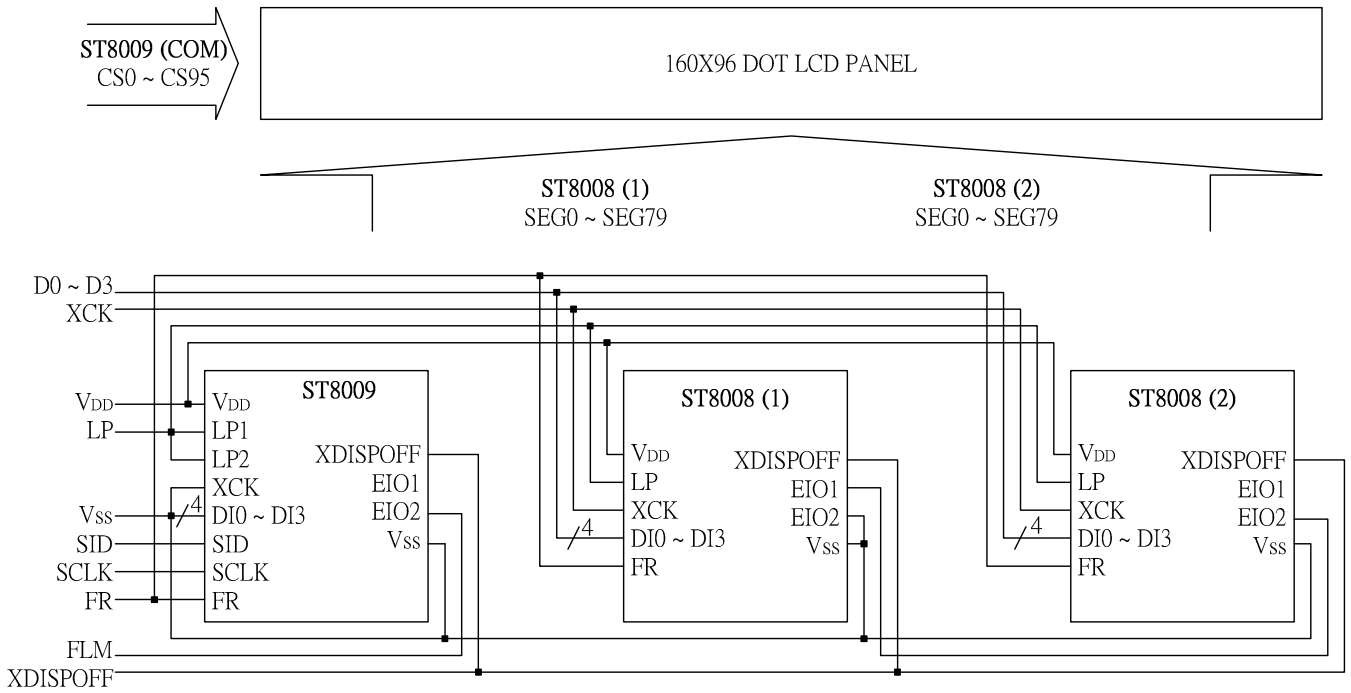 ST8009 (COM)
CS0 ~ CS95
160X96 DOT LCD PANEL
ST8008 (1)
SEG0 ~ SEG79
ST8008 (2)
SEG0 ~ SEG79
D0 ~ D3
XCK
VDD
LP
Vss
SID
SCLK
FR
FLM
XDISPOFF
ST8009
VDD
LP1
LP2
XCK
4
DI0 ~ DI3
SID
SCLK
FR
XDISPOFF
EIO1
EIO2
Vss
ST8008 (1)
VDD
LP
XCK
4
DI0 ~ DI3
FR
XDISPOFF
EIO1
EIO2
Vss
ST8008 (2)
VDD
LP
XCK
4
DI0 ~ DI3
FR
XDISPOFF
EIO1
EIO2
Vss